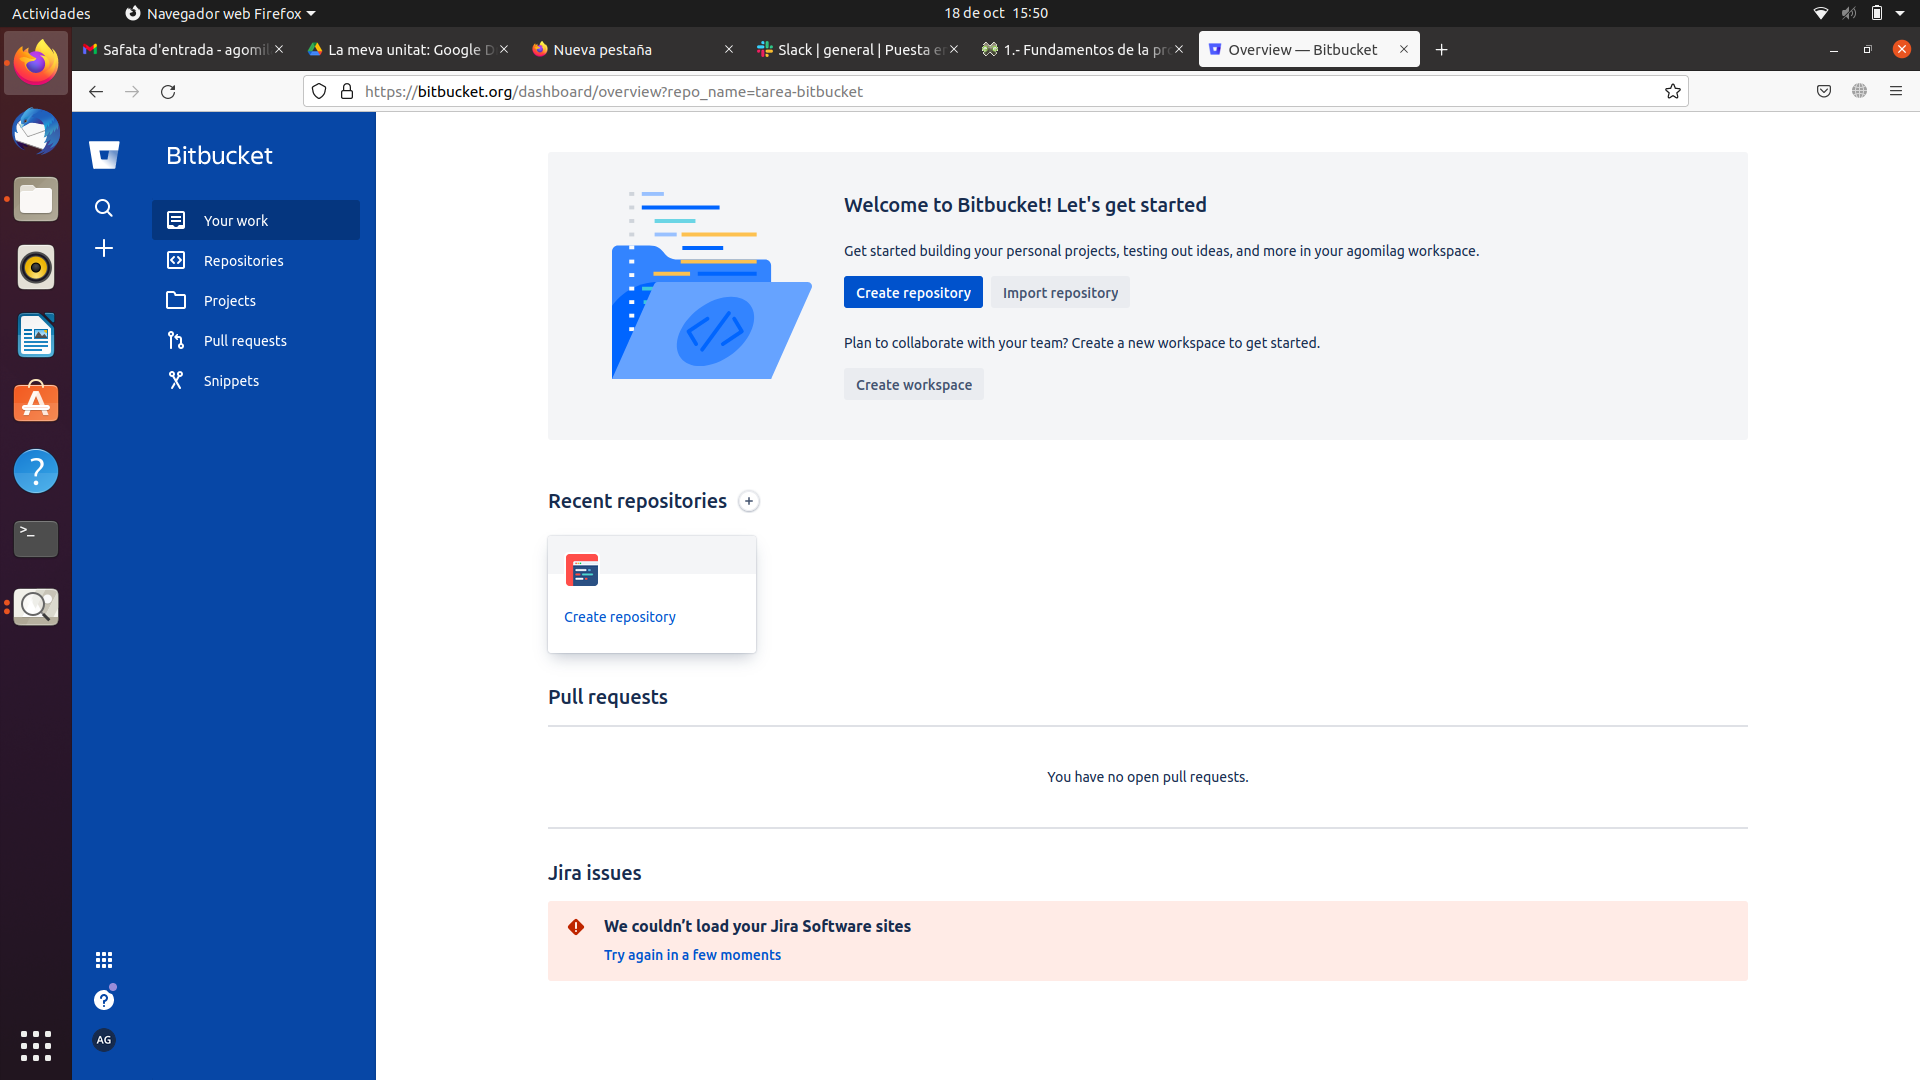 Actividades
Navegador web Firefox
18 de oct 15:50
Safata d'entrada - agomil
La meva unitat: Google D
Nueva pestaña
Slack | general | Puesta en
1.- Fundamentos de la pro
Overview — Bitbucket
https://bitbucket.org/dashboard/overview?repo_name=tarea-bitbucket
Bitbucket
Your work
Repositories
Projects
Pull requests
Snippets
AG
Welcome to Bitbucket! Let's get started
Get started building your personal projects, testing out ideas, and more in your agomilag workspace.
Create repository
Import repository
Plan to collaborate with your team? Create a new workspace to get started.
Create workspace
Recent repositories
Create repository
Pull requests
You have no open pull requests.
Jira issues
We couldn’t load your Jira Software sites
Try again in a few moments